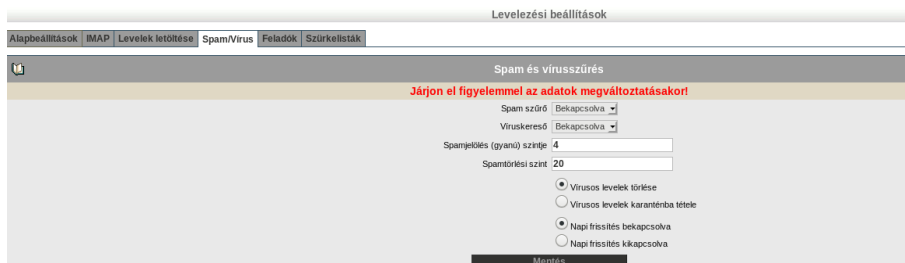 Levelezési beállítások
Alapbeállítások IMAP Levelek letöltése Spam/Vírus Feladók Szürkelisták
Spam és vírusszűrés
Járjon el figyelemmel az adatok megváltoztatásakor!
Spam szűrő Bekapcsolva
Víruskereső Bekapcsolva
Spamjelölés (gyanú) szintje 4
Spamtörlési szint 20
Vírusos levelek törlése
Vírusos levelek karanténba tétele
Napi frissítés bekapcsolva
Napi frissítés kikapcsolva
Mentés